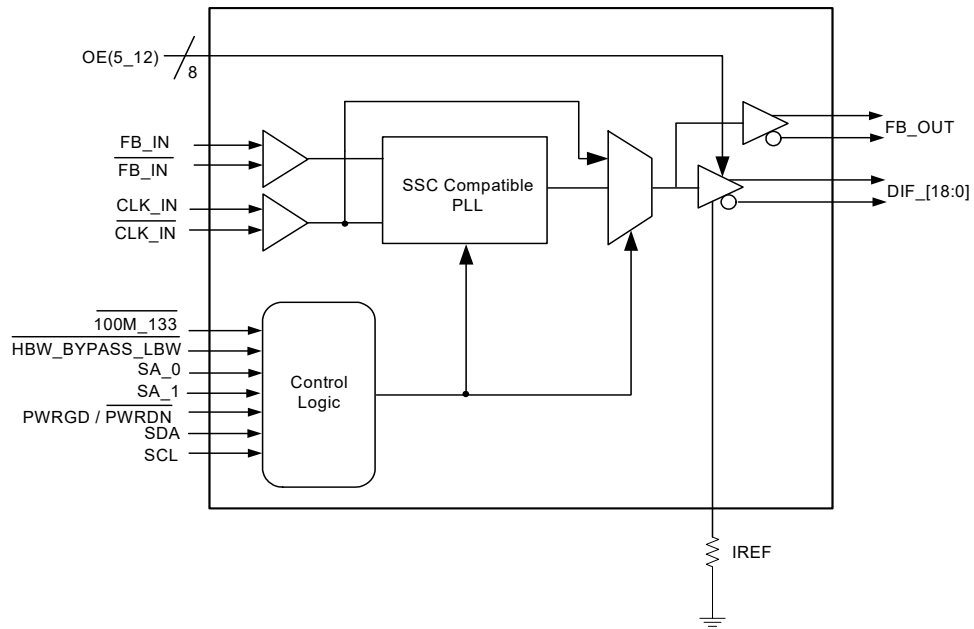 OE(5_12)
8
FB_IN
FB_IN
CLK_IN
CLK_IN
SSC Compatible
PLL
FB_OUT
DIF_[18:0]
100M_133
HBW_BYPASS_LBW
SA_0
SA_1
PWRGD / PWRDN
SDA
SCL
Control
Logic
IREF